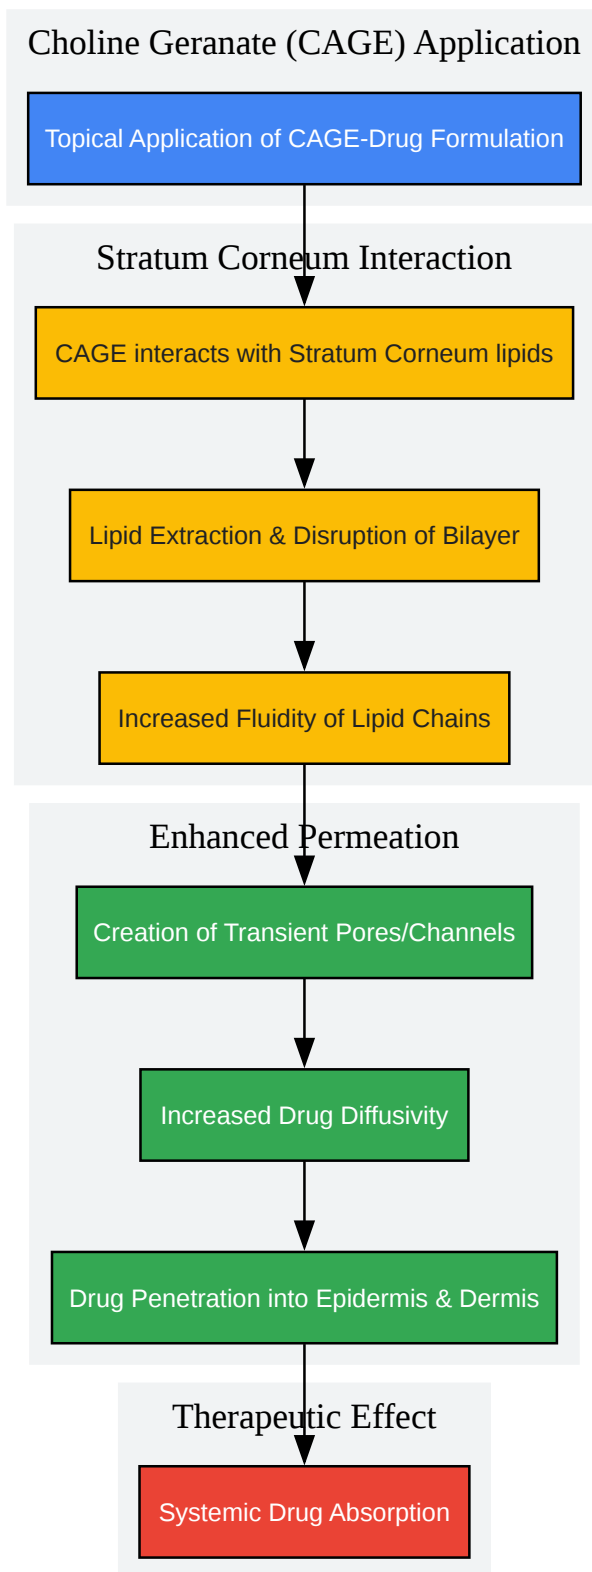 Choline Geranate (CAGE) Application
Topical Application of CAGE-Drug Formulation
Stratum Corneum Interaction
CAGE interacts with Stratum Corneum lipids
Lipid Extraction & Disruption of Bilayer
Increased Fluidity of Lipid Chains
Enhanced Permeation
Creation of Transient Pores/Channels
Increased Drug Diffusivity
Drug Penetration into Epidermis & Dermis
Therapeutic Effect
Systemic Drug Absorption